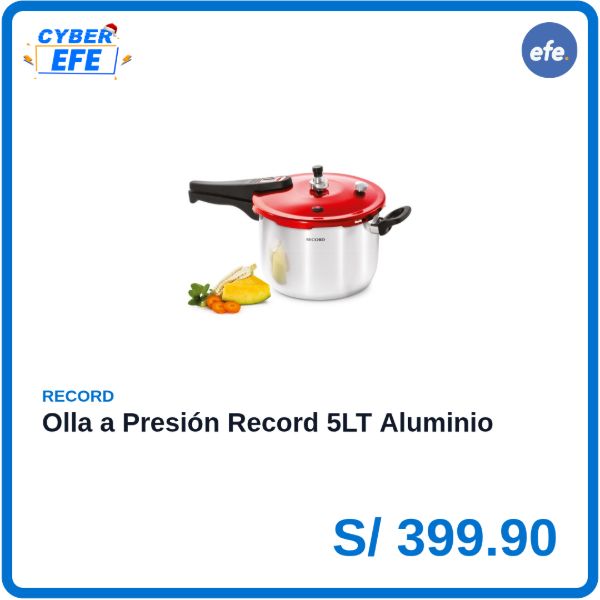 CYBER
EFE
efe.
RECORD
RECORD
Olla a Presión Record 5LT Aluminio
S/ 399.90